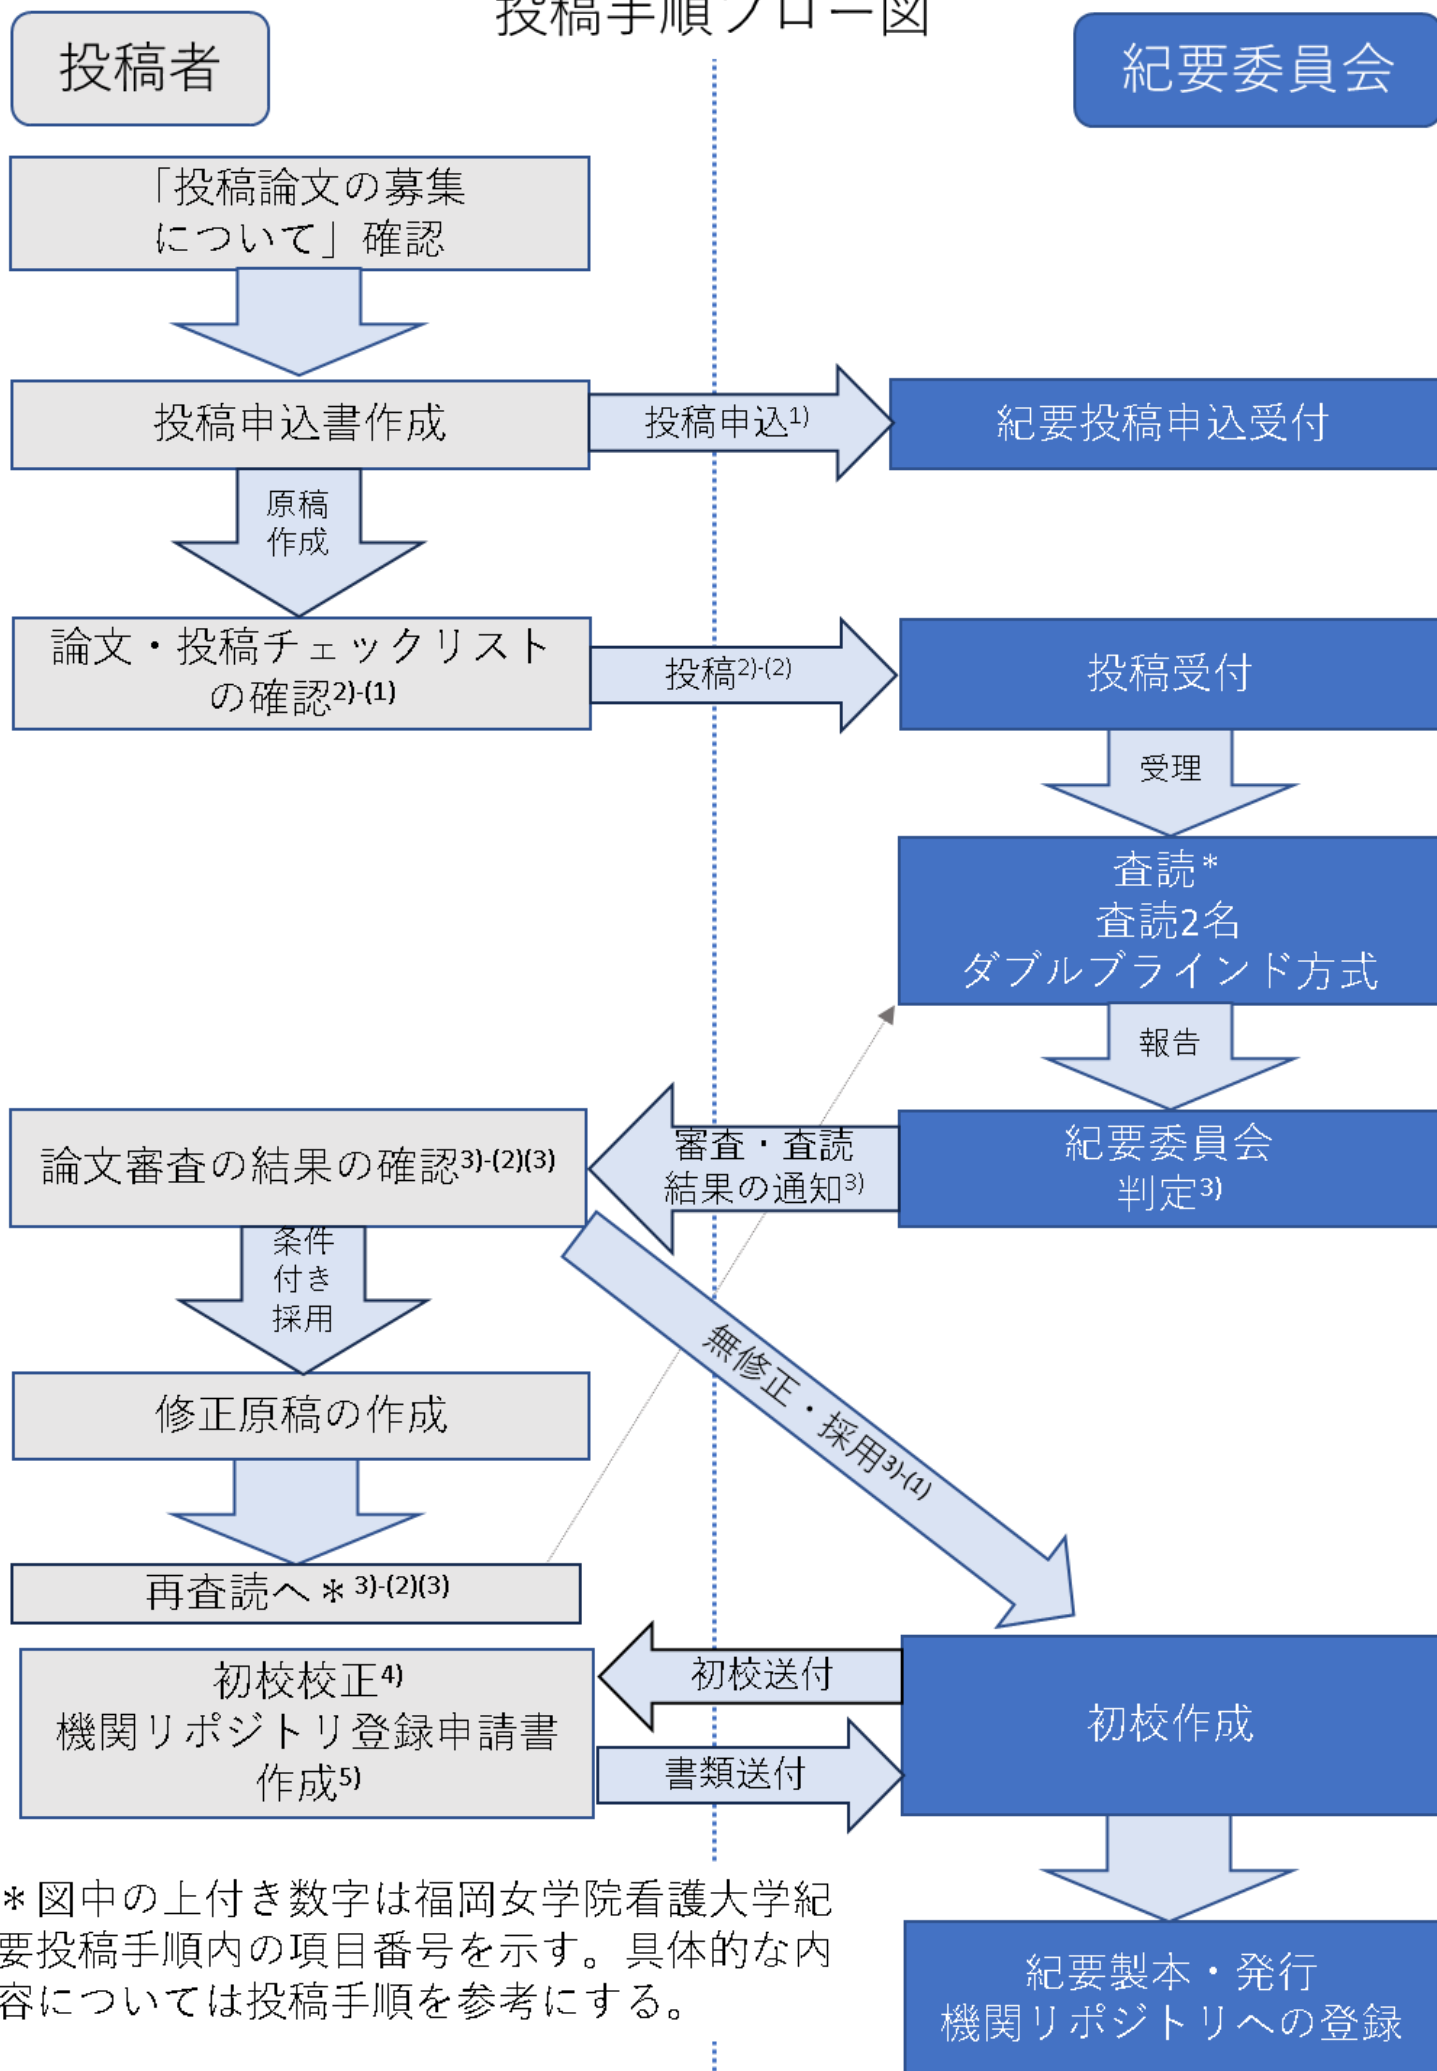 投稿手順フロー図
投稿者
紀要委員会
「投稿論文の募集
について」確認
投稿申込書作成
投稿申込1)
紀要投稿申込受付
原稿
作成
論文・投稿チェックリスト
の確認2)-(1)
投稿2)-(2)
投稿受付
受理
査読*
査読2名
ダブルブラインド方式
報告
紀要委員会
判定3)
審査・査読
結果の通知3)
論文審査の結果の確認3)-(2)(3)
条件
付き
採用
無修正・採用3)-(1)
修正原稿の作成
再査読へ＊3)-(2)(3)
初校校正4)
機関リポジトリ登録申請書
作成5)
初校送付
書類送付
初校作成
＊図中の上付き数字は福岡女学院看護大学紀
要投稿手順内の項目番号を示す。具体的な内
容については投稿手順を参考にする。
紀要製本・発行
機関リポジトリへの登録